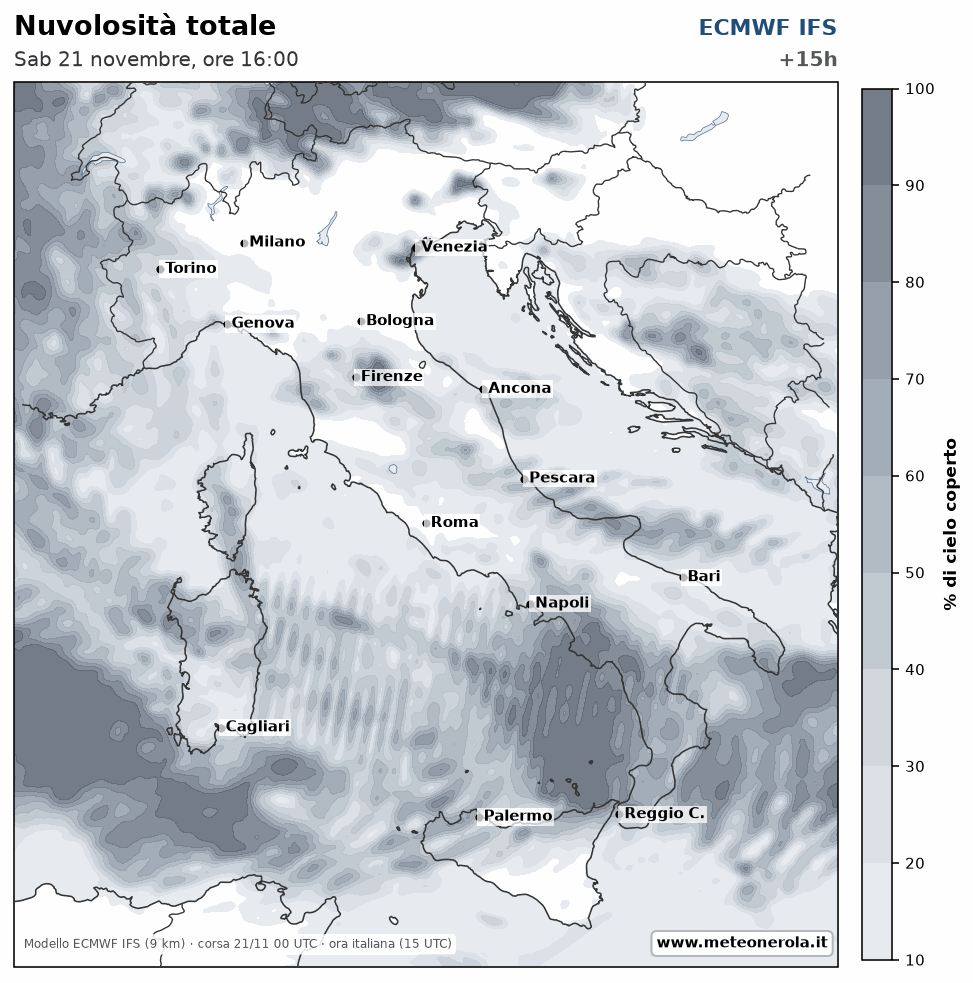 Nuvolosità totale
ECMWF IFS
Sab 21 novembre, ore 16:00
+15h
100
90
80
70
60
50
40
30
20
10
% di cielo coperto
Milano
Venezia
Torino
Genova
Bologna
Firenze
Ancona
Pescara
Roma
Bari
Napoli
Cagliari
Palermo
Reggio C.
Modello ECMWF IFS (9 km) · corsa 21/11 00 UTC · ora italiana (15 UTC)
www.meteonerola.it